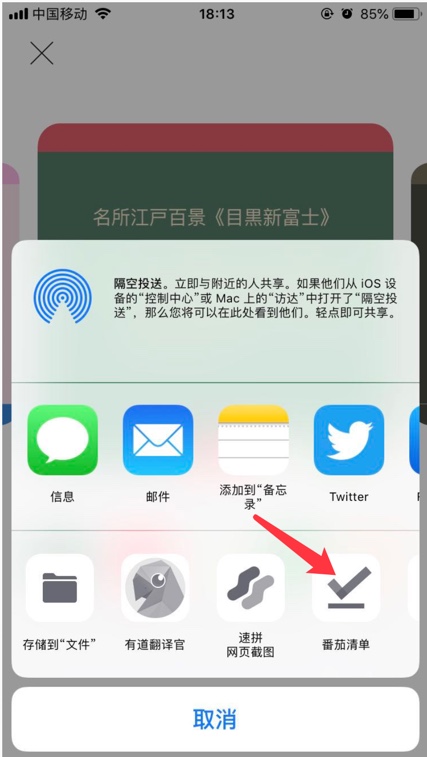 中国移动
18:13
85%
名所江戸百景《目黒新富士》
隔空投送。立即与附近的人共享。如果他们从 iOS 设
备的“控制中心”或 Mac 上的“访达”中打开了“隔空投
送”，那么您将可以在此处看到他们。轻点即可共享。
信息
邮件
添加到“备忘
录”
Twitter
存储到“文件”
有道翻译官
速拼
网页截图
番茄清单
取消